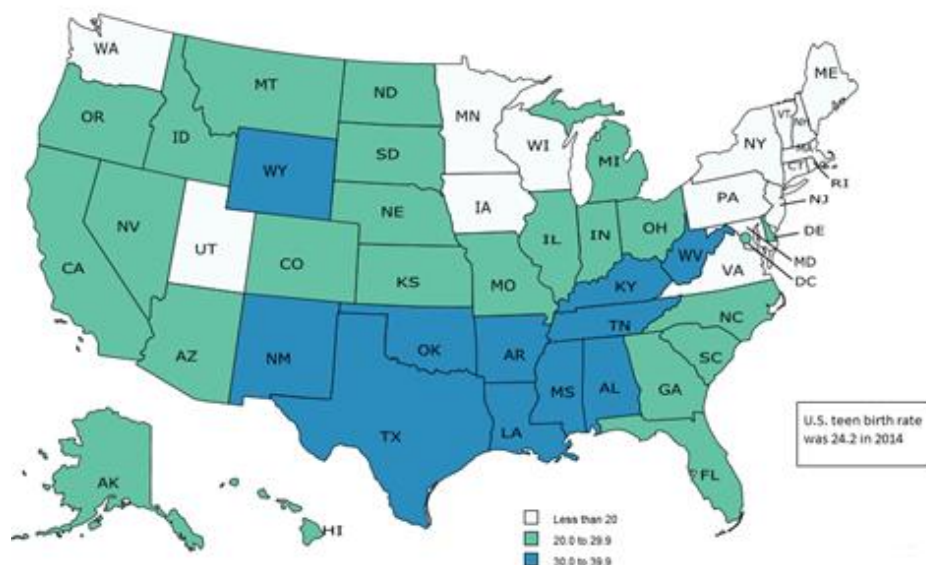 WA
MT
ND
MN
ME
OR
ID
SD
WI
VT
NH
NY
MA
WY
MI
CT
RI
IA
PA
NJ
NE
NV
UT
IL
IN
OH
DE
CA
CO
WV
MD
KS
MO
KY
VA
DC
NC
TN
AZ
NM
OK
AR
SC
MS
AL
GA
TX
LA
U.S. teen birth rate
was 24.2 in 2014
FL
AK
HI
Less than 20
20.0 to 29.9
30.0 to 39.9